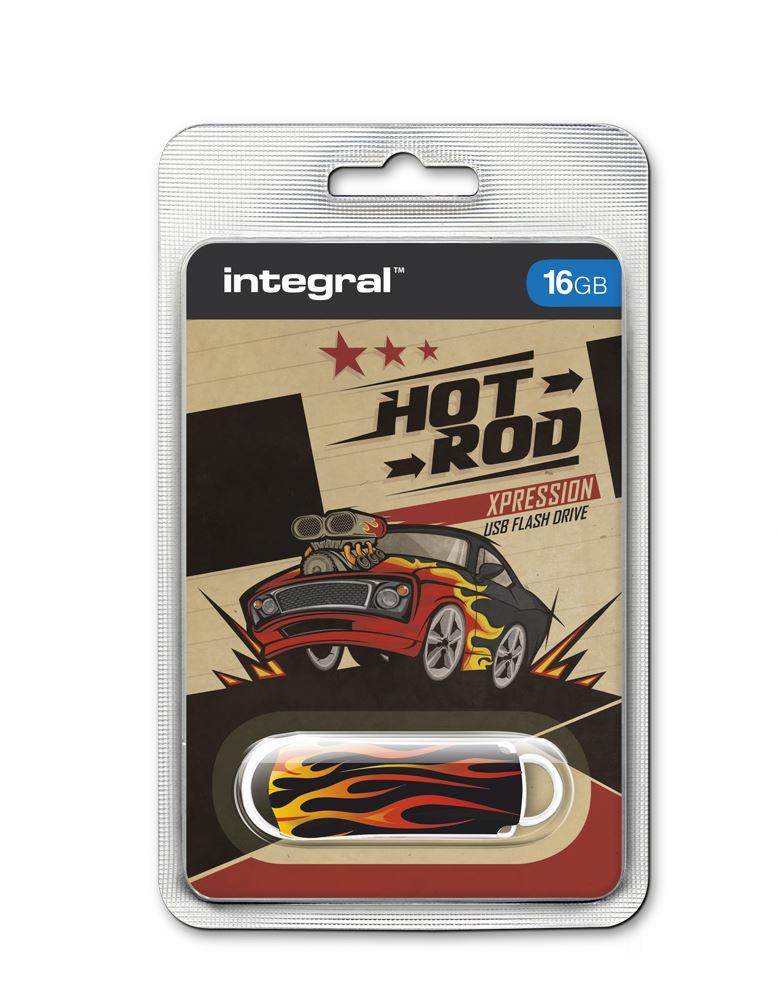 integral™
16GB
HOT
ROD
XPRESSION
USB FLASH DRIVE